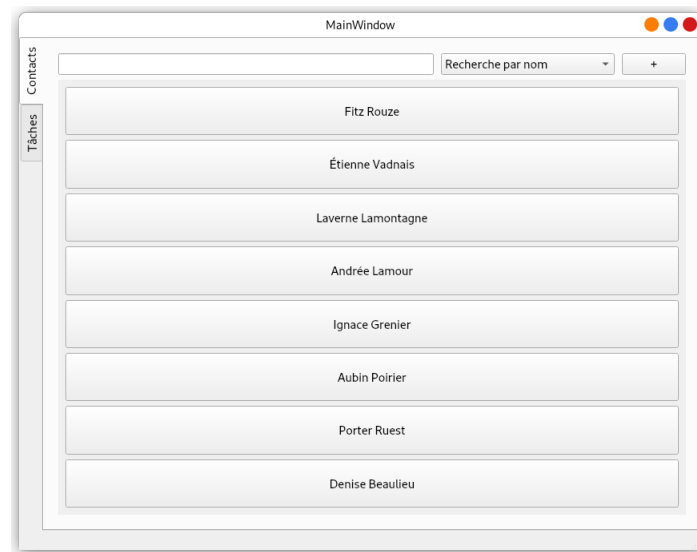 MainWindow
Contacts
Tâches
Recherche par nom
+
Fitz Rouze
Étienne Vadnais
Laverne Lamontagne
Andrée Lamour
Ignace Grenier
Aubin Poirier
Porter Ruest
Denise Beaulieu